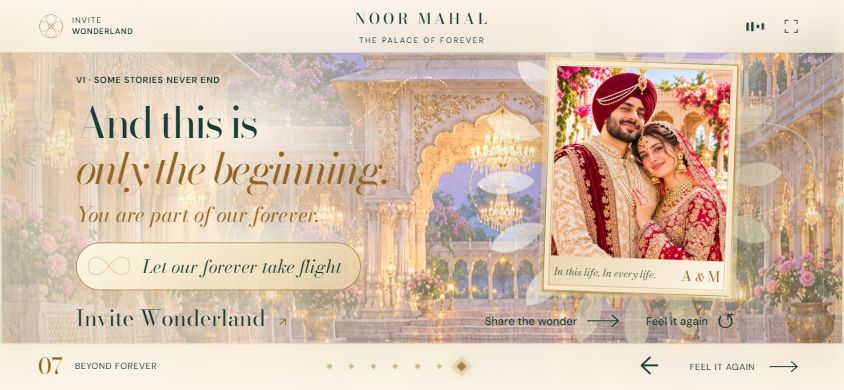 INVITE
WONDERLAND
NOOR MAHAL
THE PALACE OF FOREVER
VI · SOME STORIES NEVER END
And this is
only the beginning.
You are part of our forever.
Let our forever take flight
Invite Wonderland ↗
In this life. In every life.
A & M
Share the wonder →
Feel it again ↺
07 BEYOND FOREVER
← FEEL IT AGAIN →